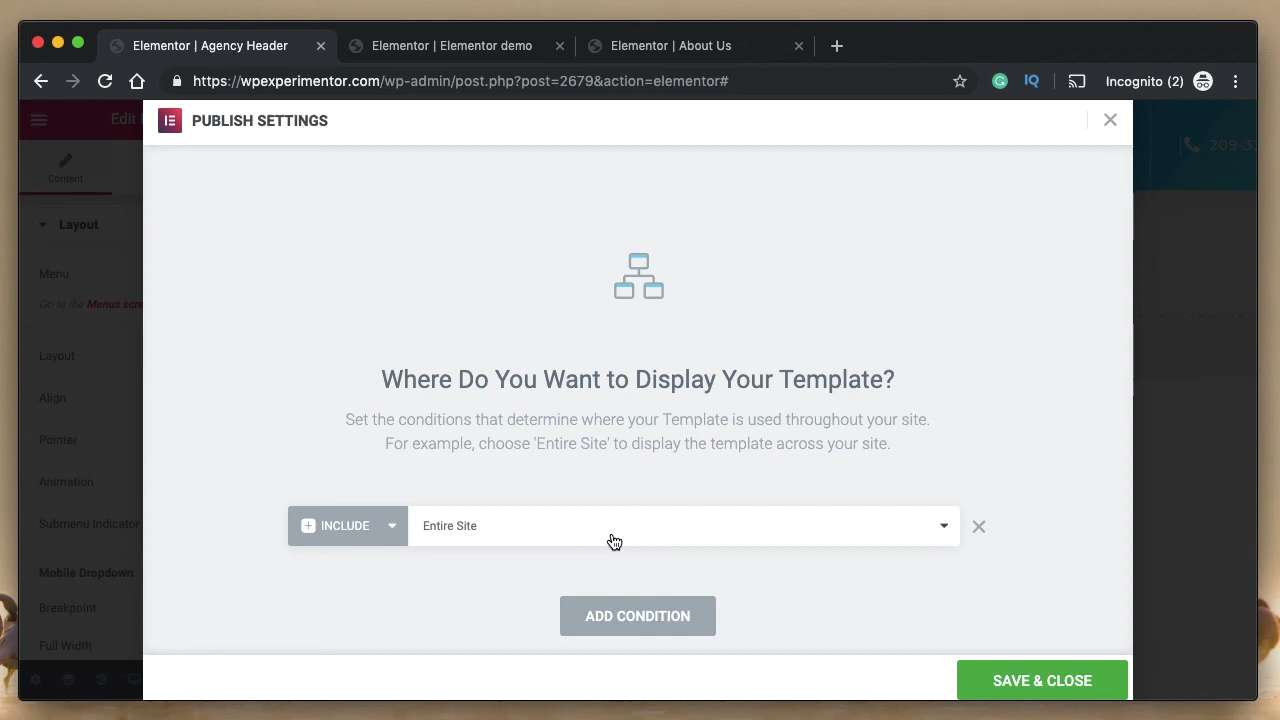 Elementor | Agency Header
Elementor | Elementor demo
Elementor | About Us
https://wpexperimentor.com/wp-admin/post.php?post=2679&action=elementor#
IQ
Incognito (2)
Edit
PUBLISH SETTINGS
209-33
Content
Layout
Menu
Go to the Menus scre
Layout
Align
Pointer
Animation
Submenu Indicator
Mobile Dropdown
Breakpoint
Full Width
Where Do You Want to Display Your Template?
Set the conditions that determine where your Template is used throughout your site.
For example, choose 'Entire Site' to display the template across your site.
INCLUDE
Entire Site
ADD CONDITION
SAVE & CLOSE